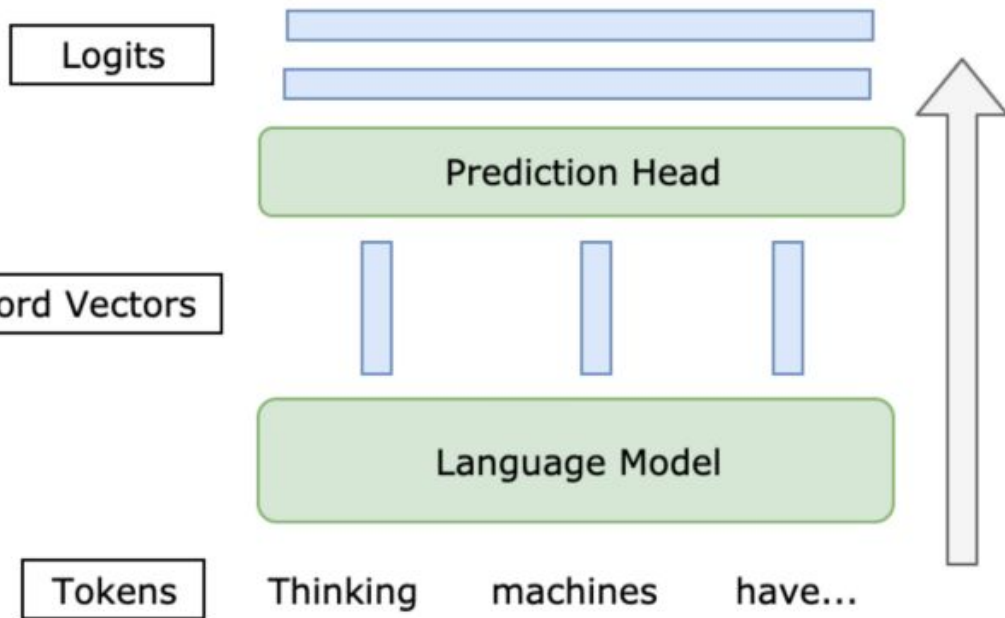 Logits
Prediction Head
ord Vectors
Language Model
Tokens Thinking machines have...